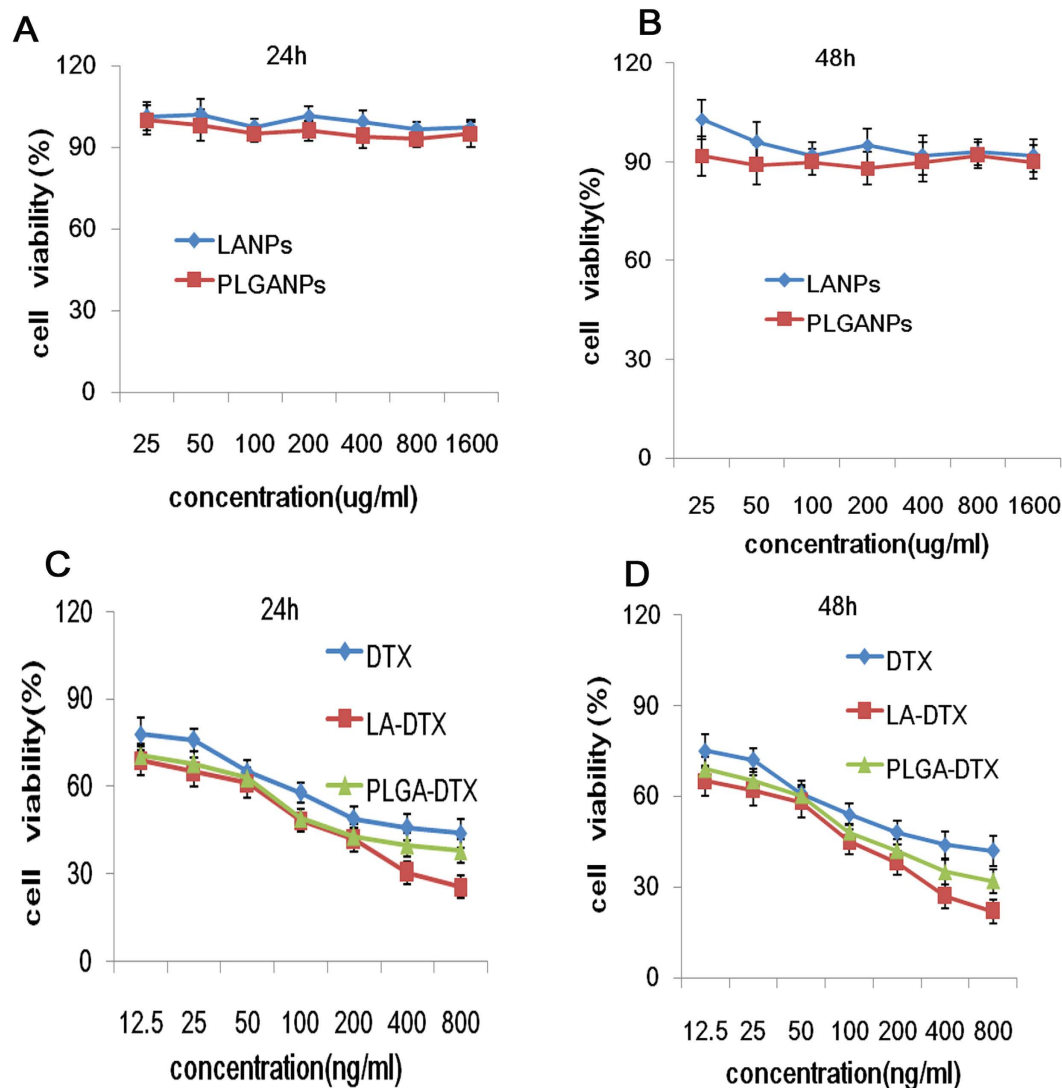 A
24h
120
90
60
30
0
cell viability(%)
LANPs
PLGANPs
25 50 100 200 400 800 1600
concentration(ug/ml)
B
48h
120
90
60
30
0
cell viablity(%)
LANPs
PLGANPs
25 50 100 200 400 800 1600
concentration(ug/ml)
C
24h
120
90
60
30
0
cell viability(%)
DTX
LA-DTX
PLGA-DTX
12.5 25 50 100 200 400 800
concentration(ng/ml)
D
48h
120
90
60
30
0
cell viability(%)
DTX
LA-DTX
PLGA-DTX
12.5 25 50 100 200 400 800
concentration(ng/ml)